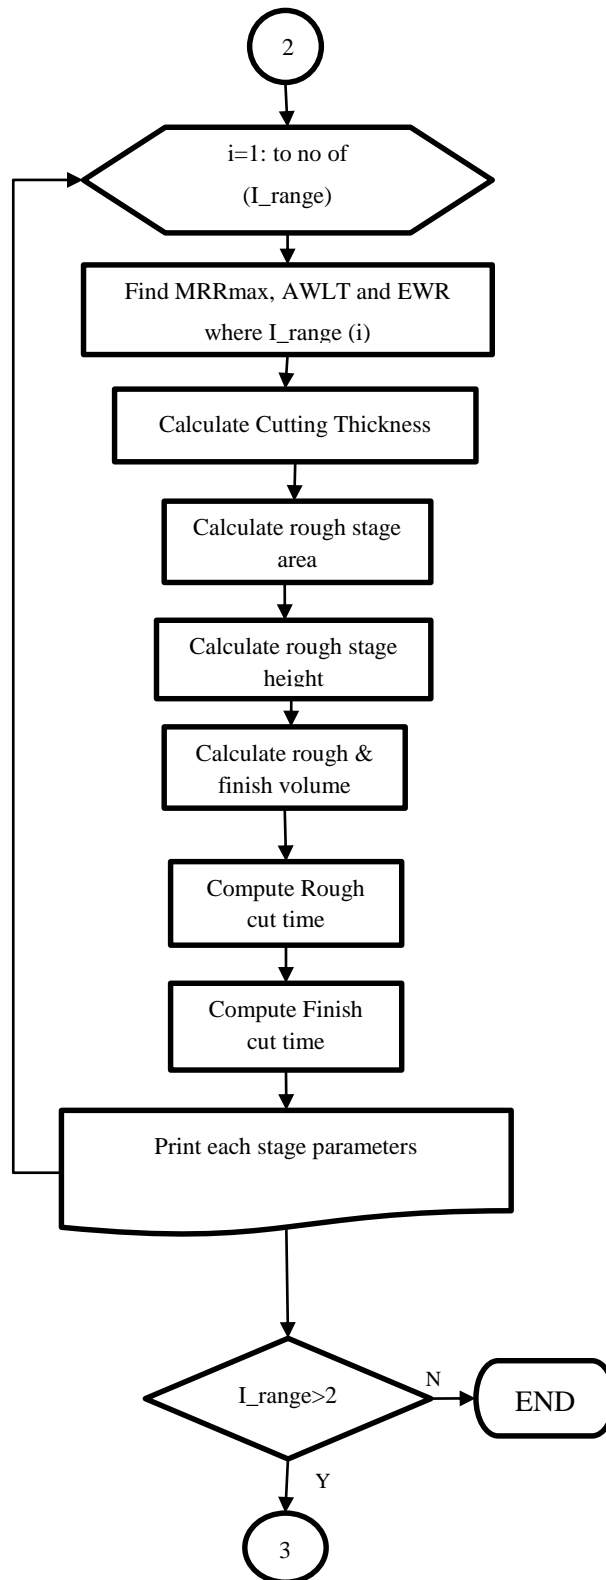 2
i=1: to no of
(I_range)
Find MRRmax, AWLT and EWR
where I_range (i)
Calculate Cutting Thickness
Calculate rough stage
area
Calculate rough stage
height
Calculate rough &
finish volume
Compute Rough
cut time
Compute Finish
cut time
Print each stage parameters
I_range>2
N
END
Y
3